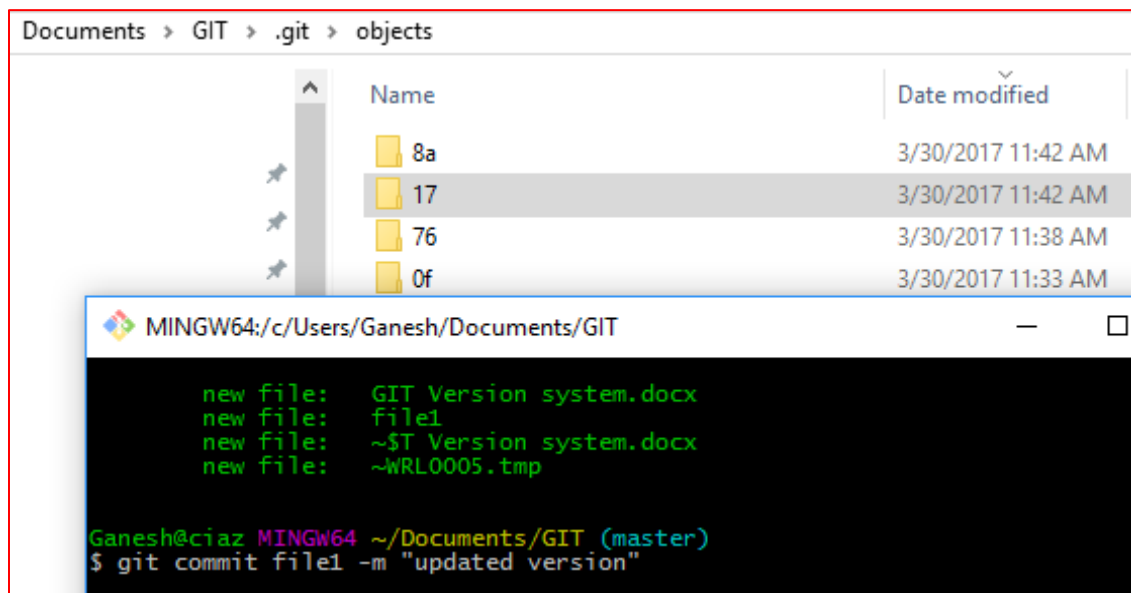 Documents > GIT > .git > objects
Name Date modified
8a 3/30/2017 11:42 AM
17 3/30/2017 11:42 AM
76 3/30/2017 11:38 AM
0f 3/30/2017 11:33 AM
MINGW64:/c/Users/Ganesh/Documents/GIT
new file: GIT Version system.docx
new file: file1
new file: ~$T Version system.docx
new file: ~WRL0005.tmp
Ganesh@ciaz MINGW64 ~/Documents/GIT (master)
$ git commit file1 -m "updated version"